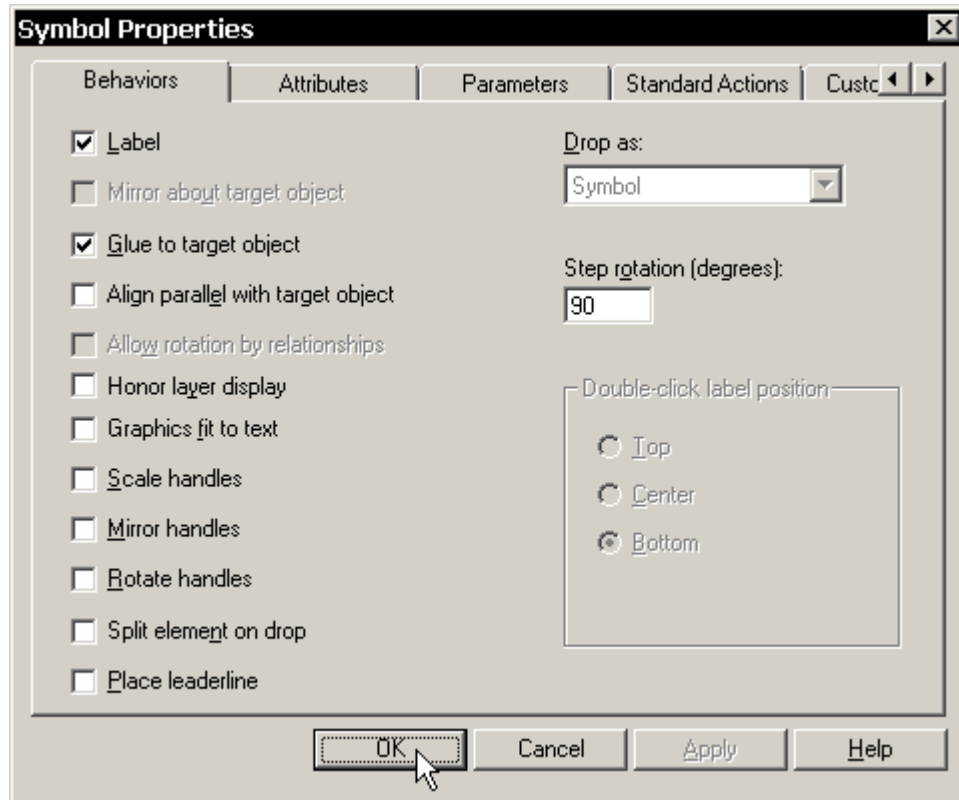 Symbol Properties
Behaviors Attributes Parameters Standard Actions Custc
Label
Mirror about target object
Glue to target object
Align parallel with target object
Allow rotation by relationships
Honor layer display
Graphics fit to text
Scale handles
Mirror handles
Rotate handles
Split element on drop
Place leaderline
Drop as:
Symbol
Step rotation (degrees):
90
Double-click label position
Top
Center
Bottom
OK Cancel Apply Help